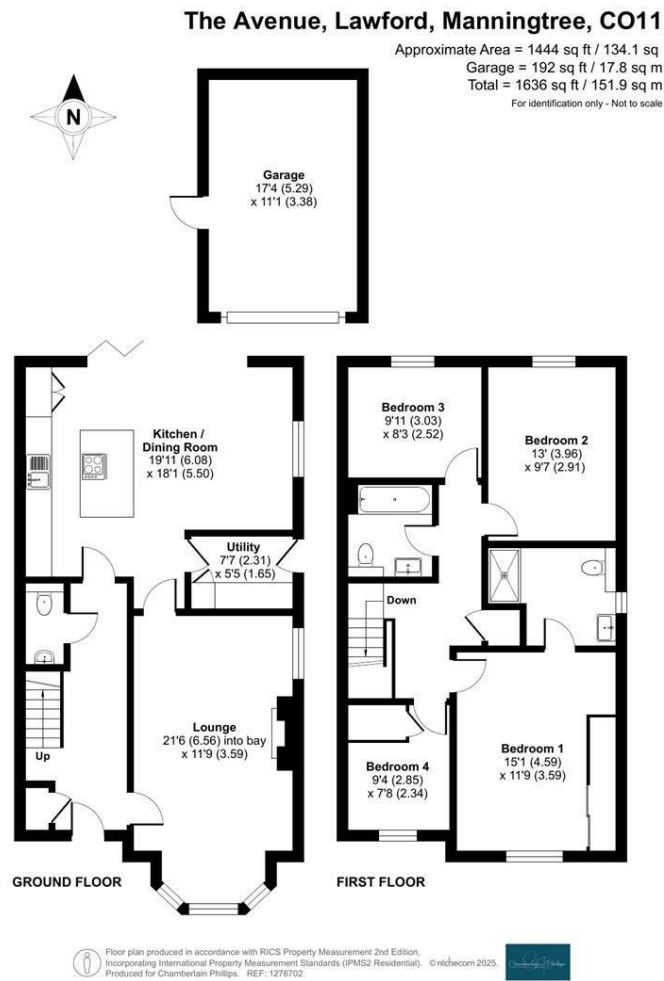 The Avenue, Lawford, Manningtree, CO11
Approximate Area = 1444 sq ft / 134.1 sq
Garage = 192 sq ft / 17.8 sq m
Total = 1636 sq ft / 151.9 sq m
For identification only - Not to scale
N
Garage
17'4 (5.29)
x 11'1 (3.38)
Kitchen /
Dining Room
19'11 (6.08)
x 18'1 (5.50)
Utility
7'7 (2.31)
x 5'5 (1.65)
Lounge
21'6 (6.56) into bay
x 11'9 (3.59)
Up
GROUND FLOOR
Bedroom 3
9'11 (3.03)
x 8'3 (2.52)
Bedroom 2
13' (3.96)
x 9'7 (2.91)
Down
Bedroom 4
9'4 (2.85)
x 7'8 (2.34)
Bedroom 1
15'1 (4.59)
x 11'9 (3.59)
FIRST FLOOR
Floor plan produced in accordance with RICS Property Measurement 2nd Edition,
Incorporating International Property Measurement Standards (IPMS2 Residential). ©nichecom 2025.
Produced for Chamberlain Phillips. REF: 1276702